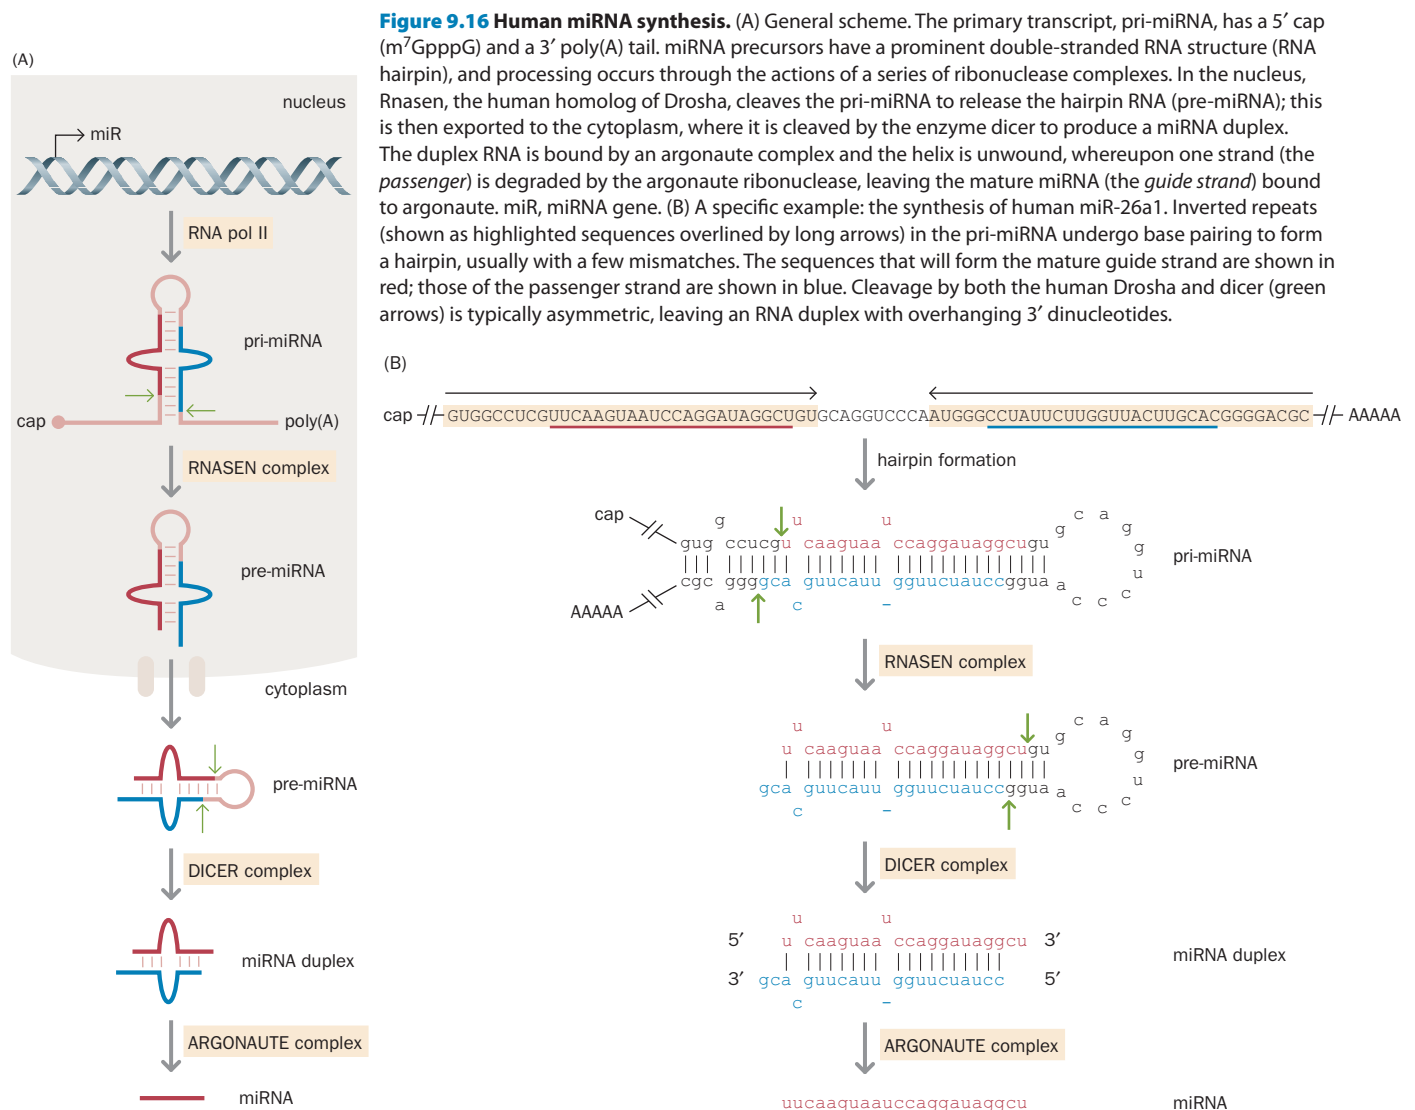 Figure 9.16 Human miRNA synthesis. (A) General scheme. The primary transcript, pri-miRNA, has a 5′ cap
(m⁷GpppG) and a 3′ poly(A) tail. miRNA precursors have a prominent double-stranded RNA structure (RNA
hairpin), and processing occurs through the actions of a series of ribonuclease complexes. In the nucleus,
Rnasen, the human homolog of Drosha, cleaves the pri-miRNA to release the hairpin RNA (pre-miRNA); this
is then exported to the cytoplasm, where it is cleaved by the enzyme dicer to produce a miRNA duplex.
The duplex RNA is bound by an argonaute complex and the helix is unwound, whereupon one strand (the
passenger) is degraded by the argonaute ribonuclease, leaving the mature miRNA (the guide strand) bound
to argonaute. miR, miRNA gene. (B) A specific example: the synthesis of human miR-26a1. Inverted repeats
(shown as highlighted sequences overlined by long arrows) in the pri-miRNA undergo base pairing to form
a hairpin, usually with a few mismatches. The sequences that will form the mature guide strand are shown in
red; those of the passenger strand are shown in blue. Cleavage by both the human Drosha and dicer (green
arrows) is typically asymmetric, leaving an RNA duplex with overhanging 3′ dinucleotides.
(A)
nucleus
miR
RNA pol II
pri-miRNA
cap
poly(A)
RNASEN complex
pre-miRNA
cytoplasm
pre-miRNA
DICER complex
miRNA duplex
ARGONAUTE complex
miRNA
(B)
cap GUGGCCUCGUUCAAGUAAUCCAGGAUAGGCUGUGCAGGUCCCAAUGGGCCUAUUCUUGGUUACUUGCACGGGGACGC AAAAA
hairpin formation
cap g u u g c a g
gug ccucgu caaguaa ccaggauaggcugu g
pri-miRNA
cgc ggggca guucauu gguucuauccggua a c c c u
AAAAA a c –
RNASEN complex
u u g c a g
u caaguaa ccaggauaggcugu g
pre-miRNA
gca guucauu gguucuauccggua a c c c u
c –
DICER complex
u u
5′ u caaguaa ccaggauaggcu 3′
miRNA duplex
3′ gca guucauu gguucuaucc 5′
c –
ARGONAUTE complex
uucaaguaauccaggauaggcu
miRNA